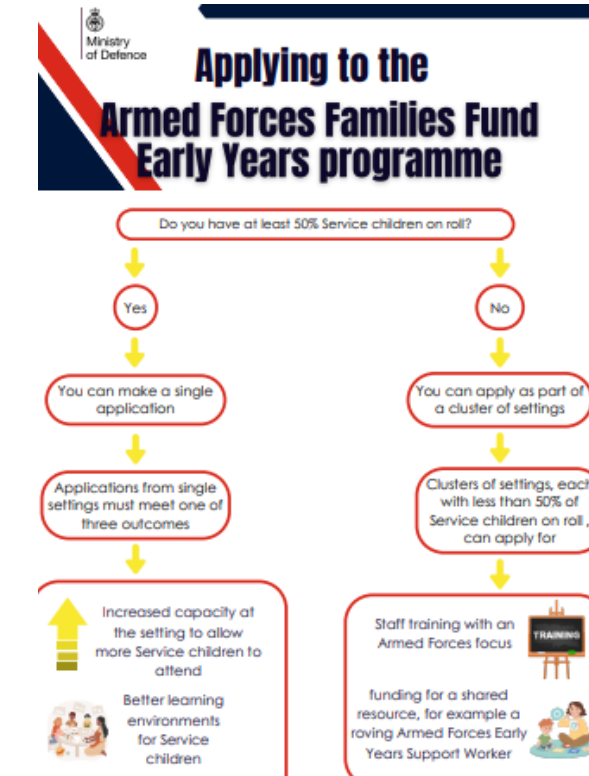 Ministry
of Defence
Applying to the
Armed Forces Families Fund
Early Years programme
Do you have at least 50% Service children on roll?
Yes
No
You can make a single
application
You can apply as part of
a cluster of settings
Applications from single
settings must meet one of
three outcomes
Clusters of settings, each
with less than 50% of
Service children on roll ,
can apply for
Increased capacity at
the setting to allow
more Service children to
attend
Better learning
environments
for Service
children
Staff training with an
Armed Forces focus
TRAINING
funding for a shared
resource, for example a
roving Armed Forces Early
Years Support Worker